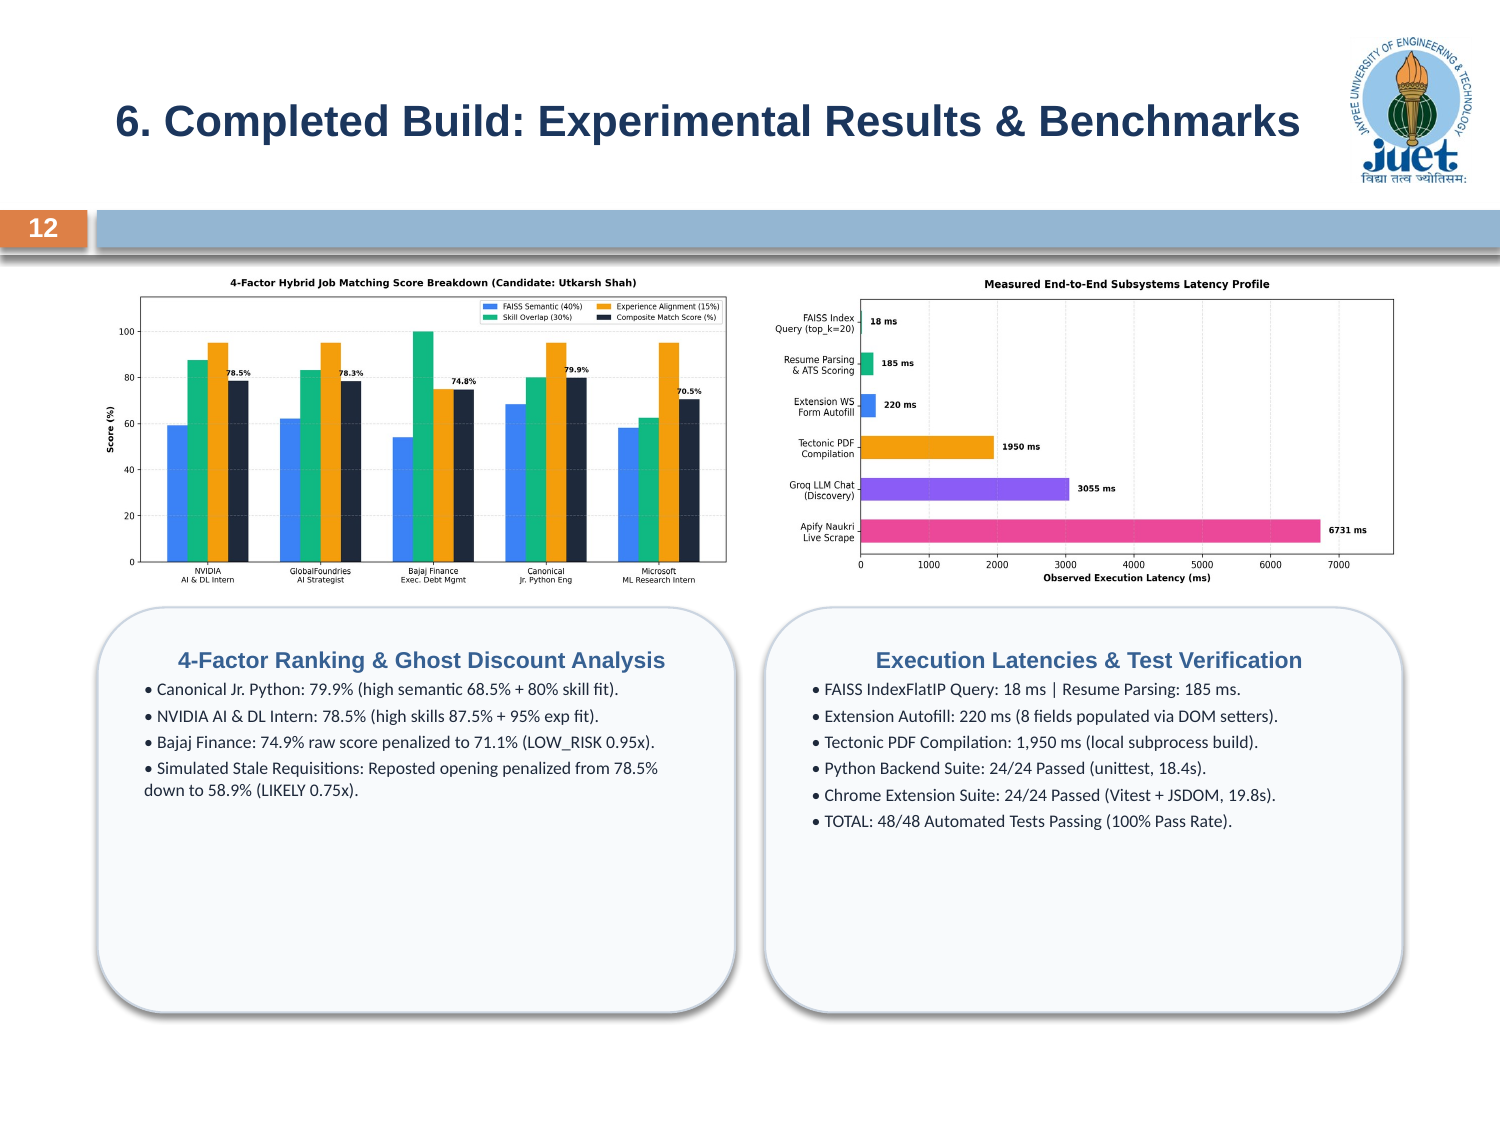 6. Completed Build: Experimental Results & Benchmarks
JAYPEE UNIVERSITY OF ENGINEERING & TECHNOLOGY
juet
विद्या तत्व ज्योतिसम:
12
4-Factor Hybrid Job Matching Score Breakdown (Candidate: Utkarsh Shah)
FAISS Semantic (40%)
Skill Overlap (30%)
Experience Alignment (15%)
Composite Match Score (%)
Score (%)
100
80
60
40
20
0
78.5%
78.3%
74.8%
79.9%
70.5%
NVIDIA
AI & DL Intern
GlobalFoundries
AI Strategist
Bajaj Finance
Exec. Debt Mgmt
Canonical
Jr. Python Eng
Microsoft
ML Research Intern
Measured End-to-End Subsystems Latency Profile
FAISS Index
Query (top_k=20)
18 ms
Resume Parsing
& ATS Scoring
185 ms
Extension WS
Form Autofill
220 ms
Tectonic PDF
Compilation
1950 ms
Groq LLM Chat
(Discovery)
3055 ms
Apify Naukri
Live Scrape
6731 ms
0 1000 2000 3000 4000 5000 6000 7000
Observed Execution Latency (ms)
4-Factor Ranking & Ghost Discount Analysis
• Canonical Jr. Python: 79.9% (high semantic 68.5% + 80% skill fit).
• NVIDIA AI & DL Intern: 78.5% (high skills 87.5% + 95% exp fit).
• Bajaj Finance: 74.9% raw score penalized to 71.1% (LOW_RISK 0.95x).
• Simulated Stale Requisitions: Reposted opening penalized from 78.5%
down to 58.9% (LIKELY 0.75x).
Execution Latencies & Test Verification
• FAISS IndexFlatIP Query: 18 ms | Resume Parsing: 185 ms.
• Extension Autofill: 220 ms (8 fields populated via DOM setters).
• Tectonic PDF Compilation: 1,950 ms (local subprocess build).
• Python Backend Suite: 24/24 Passed (unittest, 18.4s).
• Chrome Extension Suite: 24/24 Passed (Vitest + JSDOM, 19.8s).
• TOTAL: 48/48 Automated Tests Passing (100% Pass Rate).